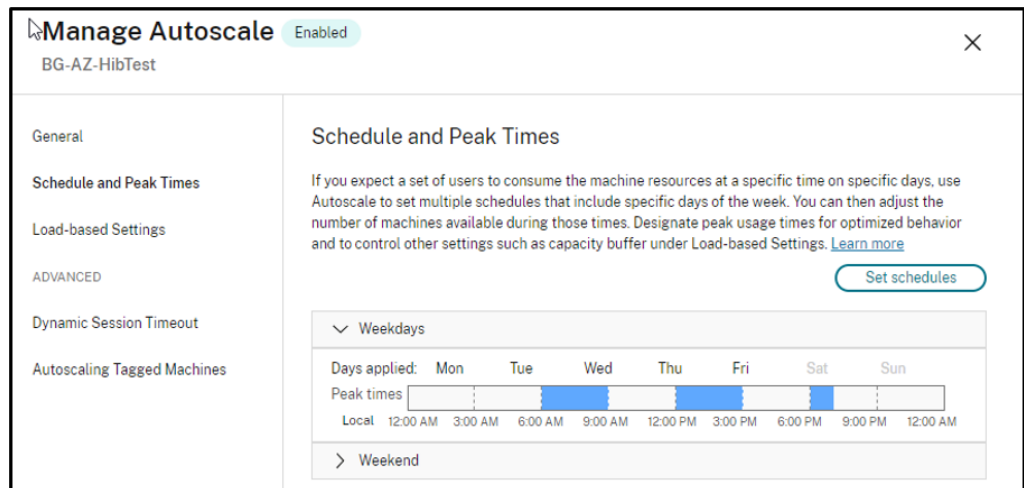 Manage Autoscale Enabled
BG-AZ-HibTest
General
Schedule and Peak Times
Load-based Settings
ADVANCED
Dynamic Session Timeout
Autoscaling Tagged Machines
Schedule and Peak Times
If you expect a set of users to consume the machine resources at a specific time on specific days, use
Autoscale to set multiple schedules that include specific days of the week. You can then adjust the
number of machines available during those times. Designate peak usage times for optimized behavior
and to control other settings such as capacity buffer under Load-based Settings. Learn more
Set schedules
Weekdays
Days applied: Mon Tue Wed Thu Fri Sat Sun
Peak times
Local 12:00 AM 3:00 AM 6:00 AM 9:00 AM 12:00 PM 3:00 PM 6:00 PM 9:00 PM 12:00 AM
Weekend